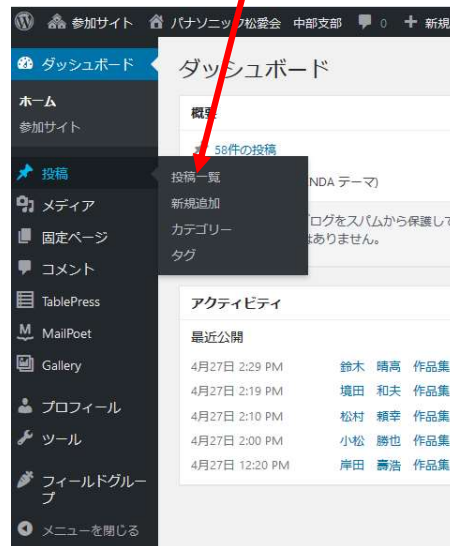 参加サイト パナソニック松愛会 中部支部 0 新規
ダッシュボード
ホーム
参加サイト
投稿
メディア
固定ページ
コメント
TablePress
MailPoet
Gallery
プロフィール
ツール
フィールドグルー
プ
メニューを閉じる
投稿一覧
新規追加
カテゴリー
タグ
ダッシュボード
概要
58件の投稿
NDA テーマ)
ログをスパムから保護して
はありません。
アクティビティ
最近公開
4月27日 2:29 PM 鈴木 晴高 作品集
4月27日 2:19 PM 境田 和夫 作品集
4月27日 2:10 PM 松村 頼幸 作品集
4月27日 2:00 PM 小松 勝也 作品集
4月27日 12:20 PM 岸田 壽浩 作品集